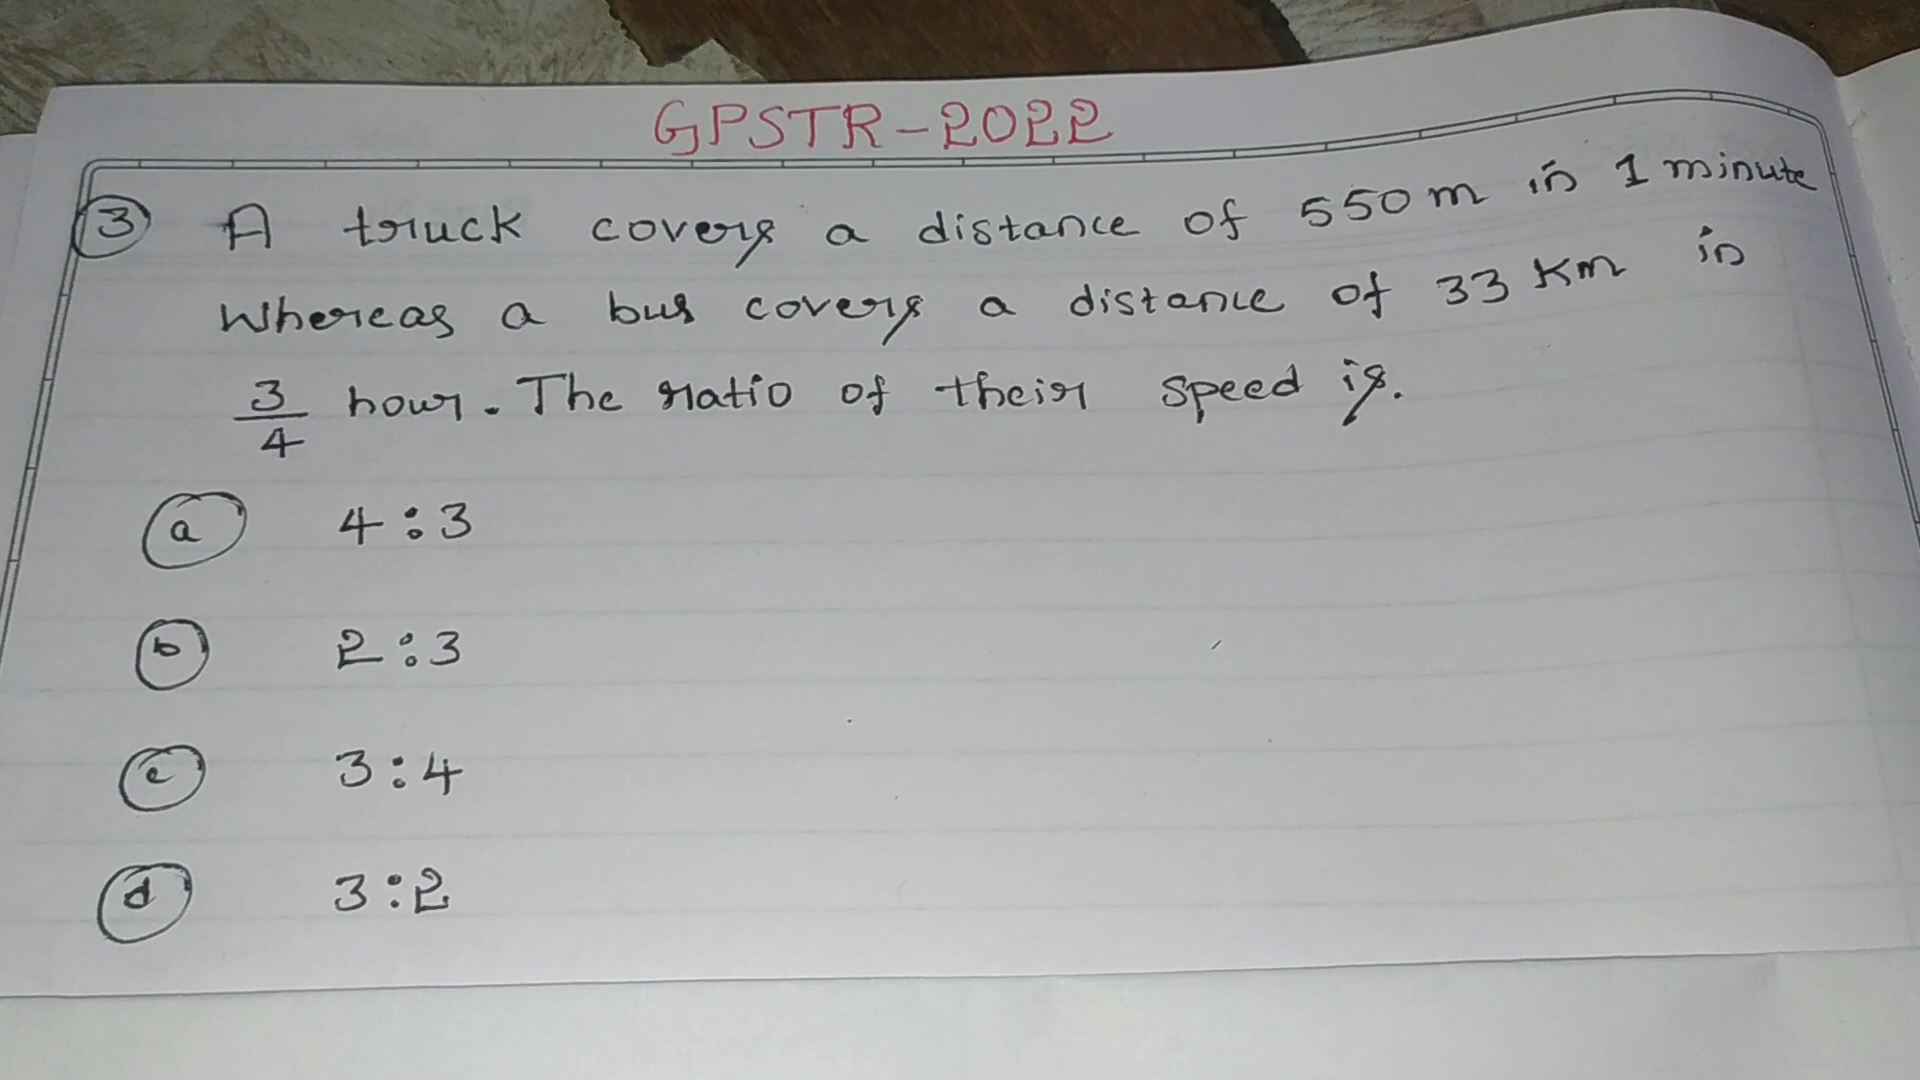 GPSTR-2022
3 A truck covers a distance of 550m in 1 minute
Whereas a bus covers a distance of 33 Km in
3/4 hour. The ratio of their speed is.
a 4:3
b 2:3
c 3:4
d 3:2